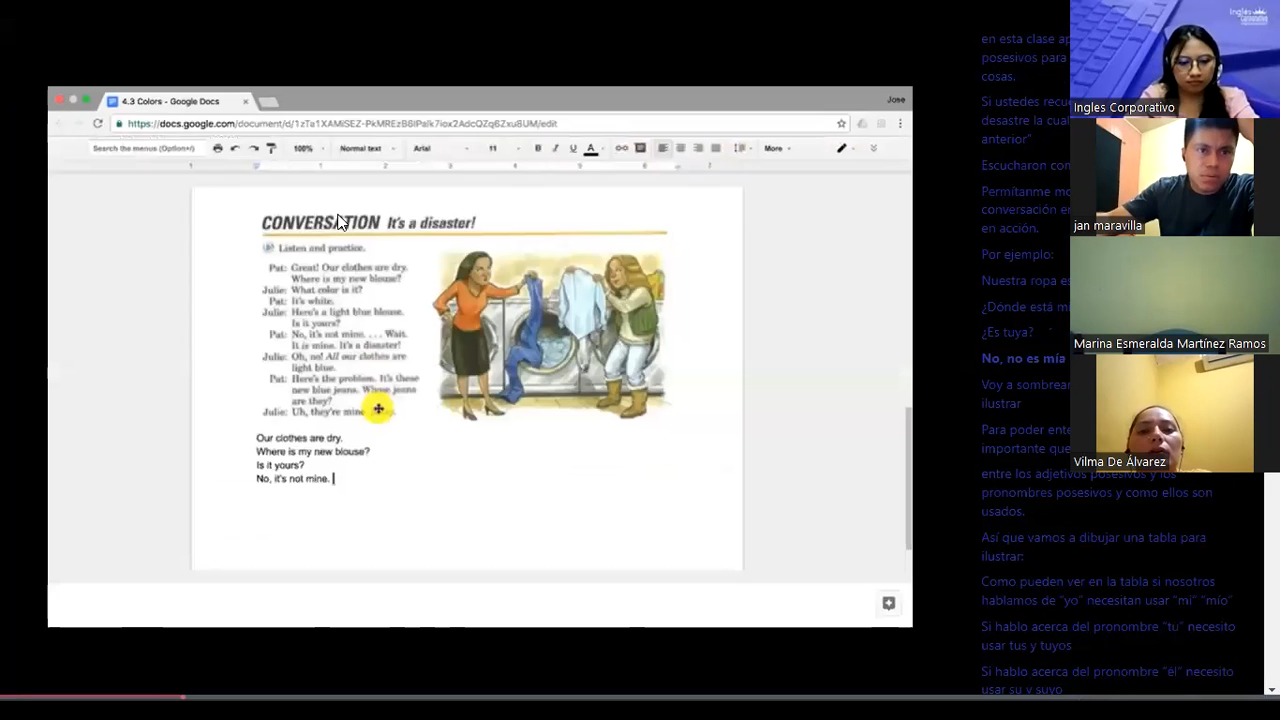 4.3 Colors - Google Docs
Jose
https://docs.google.com/document/d/
Search the menus (Option+/)
100%
Normal text
Arial
11
B
I
U
A
More
1
1
2
3
4
5
6
7
CONVERSATION It's a disaster!
Listen and practice.
Pat: Great! Our clothes are dry.
Where is my new blouse?
Julie: What color is it?
Pat: It's white.
Julie: Here's a light blue blouse.
Is it yours?
Pat: No, it's not mine. . . . Wait.
It is mine. It's a disaster!
Julie: Oh, no! All our clothes are
light blue.
Pat: Here's the problem. It's these
new blue jeans. Whose jeans
are they?
Julie: Uh, they're mine
Our clothes are dry.
Where is my new blouse?
Is it yours?
No, it's not mine.
en esta clase
posesivos para
cosas.
Si ustedes
desastre la
anterior"
Escucharon
Permítanme
conversación
en acción.
Por ejemplo:
Nuestra ropa
¿Dónde está
¿Es tuya?
No, no es mía
Voy a sombrear
ilustrar
Para poder
importante
entre los adjetivos posesivos y los
pronombres posesivos y como ellos son
usados.
Así que vamos a dibujar una tabla para
ilustrar:
Como pueden ver en la tabla si nosotros
hablamos de "yo" necesitan usar "mi" "mío"
Si hablo acerca del pronombre "tu" necesito
usar tus y tuyos
Si hablo acerca del pronombre "él" necesito
usar su y suyo
Ingles
Ingles Corporativo
jan maravilla
Marina Esmeralda Martínez Ramos
Vilma De Álvarez